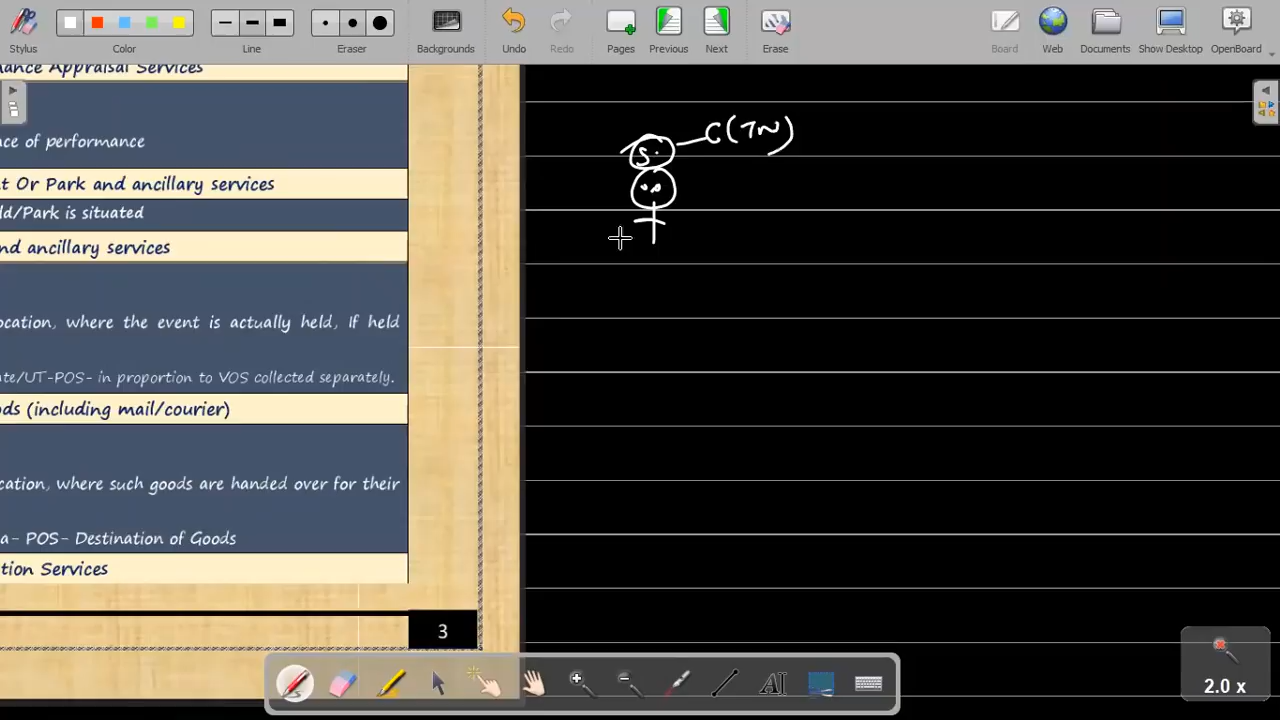 Stylus
Color
Line
Eraser
Backgrounds
Undo
Redo
Pages
Previous
Next
Erase
Board
Web
Documents
Show Desktop
OpenBoard
mance Appraisal Services
ace of performance
t Or Park and ancillary services
ld/Park is situated
nd ancillary services
ocation, where the event is actually held, If held
ate/UT-POS- in proportion to VOS collected separately.
ods (including mail/courier)
cation, where such goods are handed over for their
a- POS- Destination of Goods
tion Services
3
S.
C(TN)
2.0 x